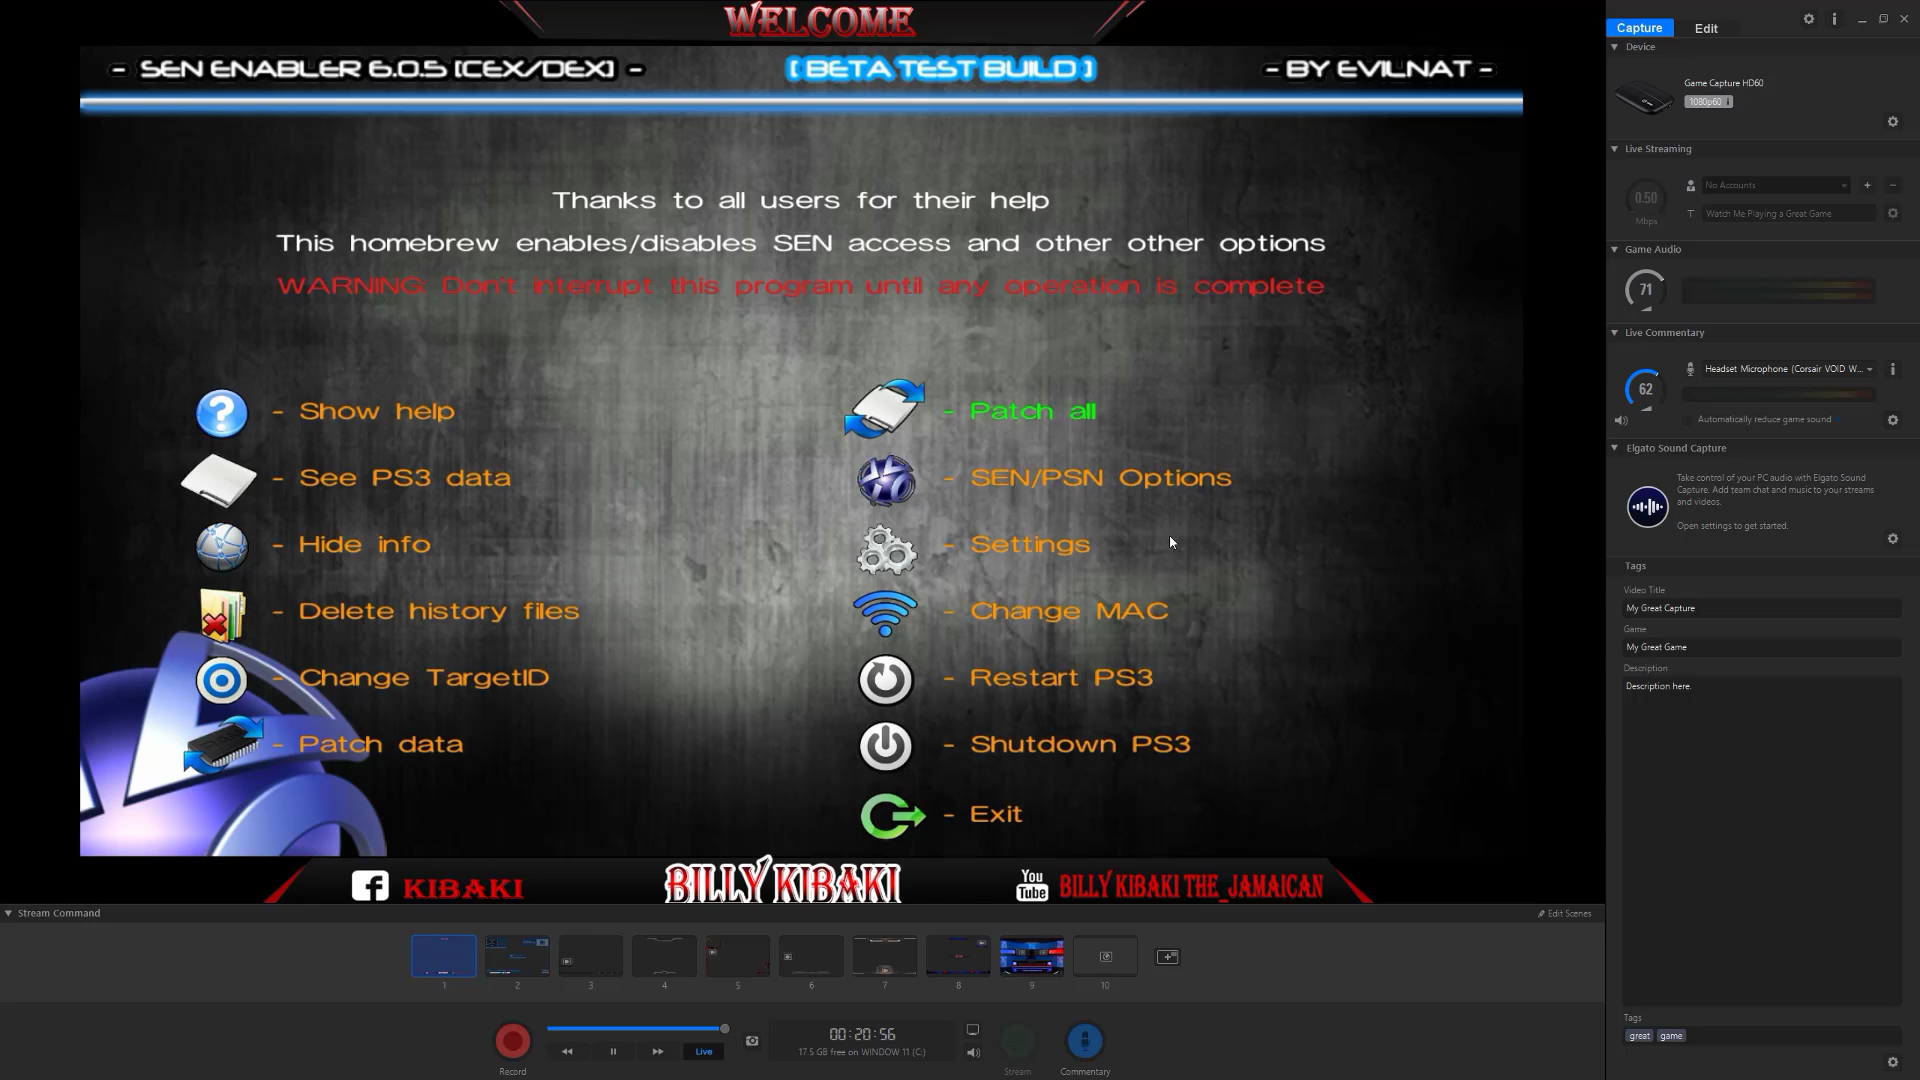 WELCOME
- SEN ENABLER 6.0.5 [CEX/DEX] -
[ BETA TEST BUILD ]
- BY EVILNAT -
Thanks to all users for their help
This homebrew enables/disables SEN access and other other options
WARNING: Don't interrupt this program until any operation is complete
- Show help
- See PS3 data
- Hide info
- Delete history files
- Change TargetID
- Patch data
- Patch all
- SEN/PSN Options
- Settings
- Change MAC
- Restart PS3
- Shutdown PS3
- Exit
KIBAKI
BILLY KIBAKI
You Tube
BILLY KIBAKI THE_JAMAICAN
Stream Command
Edit Scenes
1
2
3
4
5
6
7
8
9
10
Record
Live
00:20:56
17.5 GB free on WINDOW 11 (C:)
Stream
Commentary
Capture
Edit
Device
Game Capture HD60
1080p60
Live Streaming
0.50
Mbps
No Accounts
Watch Me Playing a Great Game
Game Audio
71
Live Commentary
62
Headset Microphone (Corsair VOID W...
Automatically reduce game sound
Elgato Sound Capture
Take control of your PC audio with Elgato Sound
Capture. Add team chat and music to your streams
and videos.
Open settings to get started.
Tags
Video Title
My Great Capture
Game
My Great Game
Description
Description here.
Tags
great
game